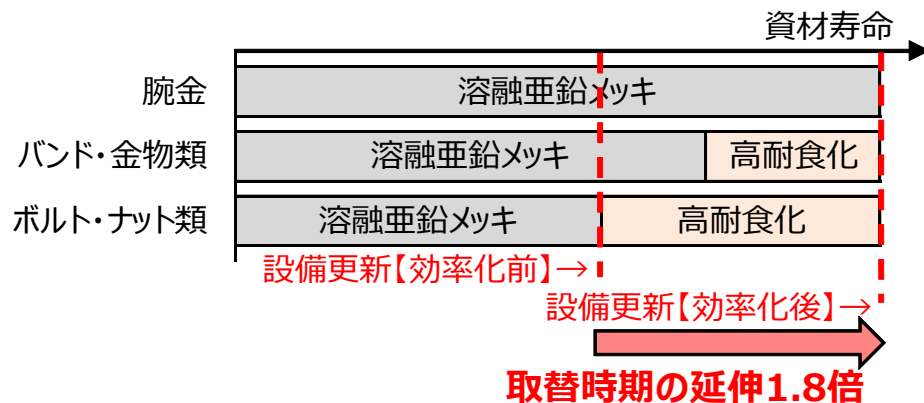 資材寿命
腕金
溶融亜鉛メッキ
バンド・金物類
溶融亜鉛メッキ
高耐食化
ボルト・ナット類
溶融亜鉛メッキ
高耐食化
設備更新【効率化前】→
設備更新【効率化後】→
取替時期の延伸1.8倍